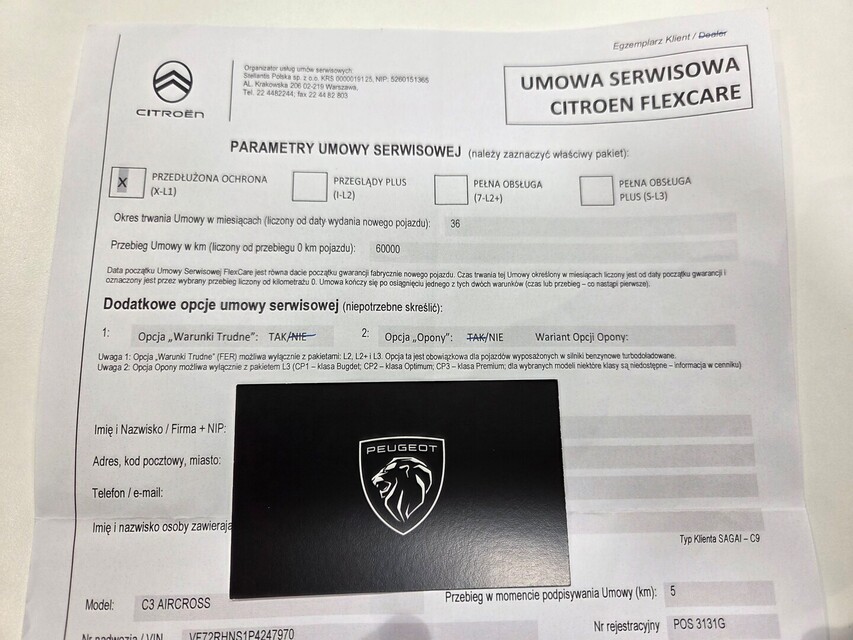 Egzemplarz Klient / Dealer
CITROËN
Organizator usług umów serwisowych:
Stellantis Polska sp. z o.o. KRS 0000019125, NIP: 5260151365
AL. Krakowska 206 02-219 Warszawa,
Tel. 22 4482244, fax 22 44 82 803
UMOWA SERWISOWA
CITROEN FLEXCARE
PARAMETRY UMOWY SERWISOWEJ (należy zaznaczyć właściwy pakiet):
X PRZEDŁUŻONA OCHRONA (X-L1)
PRZEGLĄDY PLUS (I-L2)
PEŁNA OBSŁUGA (7-L2+)
PEŁNA OBSŁUGA PLUS (S-L3)
Okres trwania Umowy w miesiącach (liczony od daty wydania nowego pojazdu): 36
Przebieg Umowy w km (liczony od przebiegu 0 km pojazdu): 60000
Data początku Umowy Serwisowej FlexCare jest równa dacie początku gwarancji fabrycznie nowego pojazdu. Czas trwania tej Umowy określony w miesiącach liczony jest od daty początku gwarancji i
oznaczony jest przez wybrany przebieg liczony od kilometra 0. Umowa kończy się po osiągnięciu jednego z tych dwóch warunków (czas lub przebieg – co nastąpi pierwsze).
Dodatkowe opcje umowy serwisowej (niepotrzebne skreślić):
1: Opcja „Warunki Trudne": TAK/NIE 2: Opcja „Opony": TAK/NIE Wariant Opcji Opony:
Uwaga 1: Opcja „Warunki Trudne" (FER) możliwa wyłącznie z pakietami: L2, L2+ i L3. Opcja ta jest obowiązkowa dla pojazdów wyposażonych w silniki benzynowe turbodoładowane.
Uwaga 2: Opcja Opony możliwa wyłącznie z pakietem L3 (CP1 – klasa Bugdet; CP2 – klasa Optimum; CP3 – klasa Premium; dla wybranych modeli niektóre klasy są niedostępne – informacja w cenniku)
Imię i Nazwisko / Firma + NIP:
Adres, kod pocztowy, miasto:
Telefon / e-mail:
Imię i nazwisko osoby zawieraja
PEUGEOT
Typ Klienta SAGAI – C9
Model: C3 AIRCROSS Przebieg w momencie podpisywania Umowy (km): 5
Nr nadwozia / VIN VF72RHNS1P4247970 Nr rejestracyjny POS 3131G